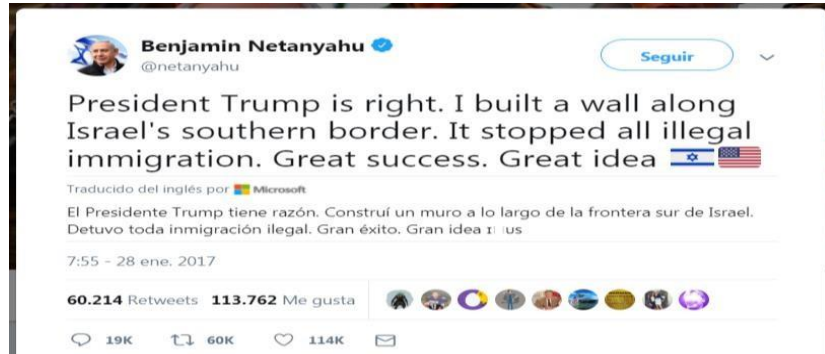 Benjamin Netanyahu
@netanyahu
Seguir
President Trump is right. I built a wall along
Israel's southern border. It stopped all illegal
immigration. Great success. Great idea
Traducido del inglés por Microsoft
El Presidente Trump tiene razón. Construí un muro a lo largo de la frontera sur de Israel.
Detuvo toda inmigración ilegal. Gran éxito. Gran idea
7:55 - 28 ene. 2017
60.214 Retweets 113.762 Me gusta
19K 60K 114K